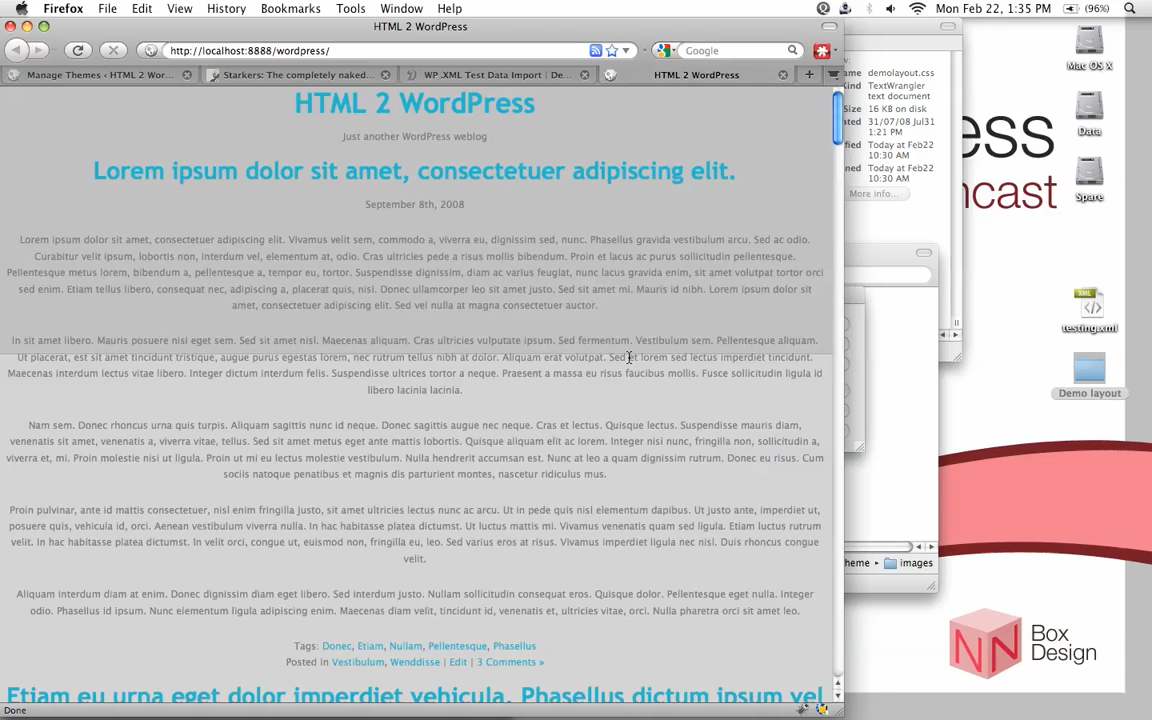 Firefox File Edit View History Bookmarks Tools Window Help Mon Feb 22, 1:35 PM (96%)
HTML 2 WordPress
http://localhost:8888/wordpress/
Google
Manage Themes ‹ HTML 2 Wor...
Starkers: The completely naked...
WP .XML Test Data Import | De...
HTML 2 WordPress
HTML 2 WordPress
Just another WordPress weblog
Lorem ipsum dolor sit amet, consectetuer adipiscing elit.
September 8th, 2008
Lorem ipsum dolor sit amet, consectetuer adipiscing elit. Vivamus velit sem, commodo a, viverra eu, dignissim sed, nunc. Phasellus gravida vestibulum arcu. Sed ac odio.
Curabitur velit ipsum, lobortis non, interdum vel, elementum at, odio. Cras ultricies pede a risus mollis bibendum. Proin et lacus ac purus sollicitudin pellentesque.
Pellentesque metus lorem, bibendum a, pellentesque a, tempor eu, tortor. Suspendisse dignissim, diam ac varius feugiat, nunc lacus gravida enim, sit amet volutpat tortor mi
sed enim. Etiam tellus libero, consequat nec, adipiscing a, placerat quis, nisi. Donec ullamcorper leo sit amet justo. Sed sit amet mi. Mauris id nibh. Lorem ipsum dolor sit
amet, consectetuer adipiscing elit. Sed vel nulla at magna consectetuer auctor.
In sit amet libero. Mauris posuere nisi eget sem. Sed sit amet nisl. Maecenas aliquam. Cras ultricies vulputate ipsum. Sed fermentum. Vestibulum sem. Pellentesque aliquam.
Ut placerat, est sit amet tincidunt tristique, augue purus egestas lorem, nec rutrum tellus nibh at dolor. Aliquam erat volutpat. Sed et lorem sed lectus imperdiet tincidunt.
Maecenas interdum lectus vitae libero. Integer dictum interdum felis. Suspendisse ultrices tortor a neque. Praesent a massa eu risus faucibus mollis. Fusce sollicitudin ligula id
libero lacinia lacinia.
Nam sem. Donec rhoncus urna quis turpis. Aliquam sagittis nunc id neque. Donec sagittis augue nec augue. Cras et lectus. Quisque lectus. Suspendisse mauris diam,
venenatis sit amet, venenatis a, viverra vitae, tellus. Sed sit amet metus eget ante mattis lobortis. Quisque aliquam elit ac lorem. Integer nisi nunc, fringilla non, sollicitudin a,
viverra et, mi. Proin molestie nisi ut ligula. Proin ut mi molestie vestibulum. Nulla hendrerit accumsan est. Nunc at leo a quam dignissim rutrum. Donec eu risus. Cum
sociis natoque penatibus et magnis dis parturient montes, nascetur ridiculus mus.
Proin pulvinar, ante id mattis consectetuer, nisl enim fringilla justo, sit amet ultricies lectus nunc ac arcu. Ut in pede quis nisl elementum dapibus. Ut justo ante, imperdiet ut,
posuere quis, vehicula id, orci. Aenean vestibulum viverra nulla. In hac habitasse platea dictumst. Ut luctus mattis mi. Vivamus venenatis quam sed ligula. Etiam luctus rutrum
velit. In hac habitasse platea dictumst. In velit orci, congue ut, euismod non, fringilla eu, leo. Sed varius eros at risus. Vivamus imperdiet ligula nec nisl. Duis rhoncus congue
velit.
Aliquam interdum diam at enim. Donec dignissim diam eget libero. Sed interdum justo. Nullam sollicitudin consequat eros. Quisque dolor. Pellentesque eget nulla. Integer
odio. Phasellus id ipsum. Nunc elementum ligula adipiscing enim. Maecenas diam velit, tincidunt id, venenatis et, ultricies vitae, orci. Nulla pharetra orci sit amet leo.
Tags: Donec, Etiam, Nullam, Pellentesque, Phasellus
Posted in Vestibulum, Wenddisse | Edit | 3 Comments »
Etiam eu urna eget dolor imperdiet vehicula. Phasellus dictum ipsum vel
Done
ame demolayout.css
Kind TextWrangler
text document
Size 16 KB on disk
ated 31/07/08 Jul31
1:21 PM
fied Today at Feb22
10:30 AM
ned Today at Feb22
10:30 AM
More info...
heme ▸ images
ess
ncast
Mac OS X
Data
Spare
XML
testing.xml
Demo layout
NN
Box
Design